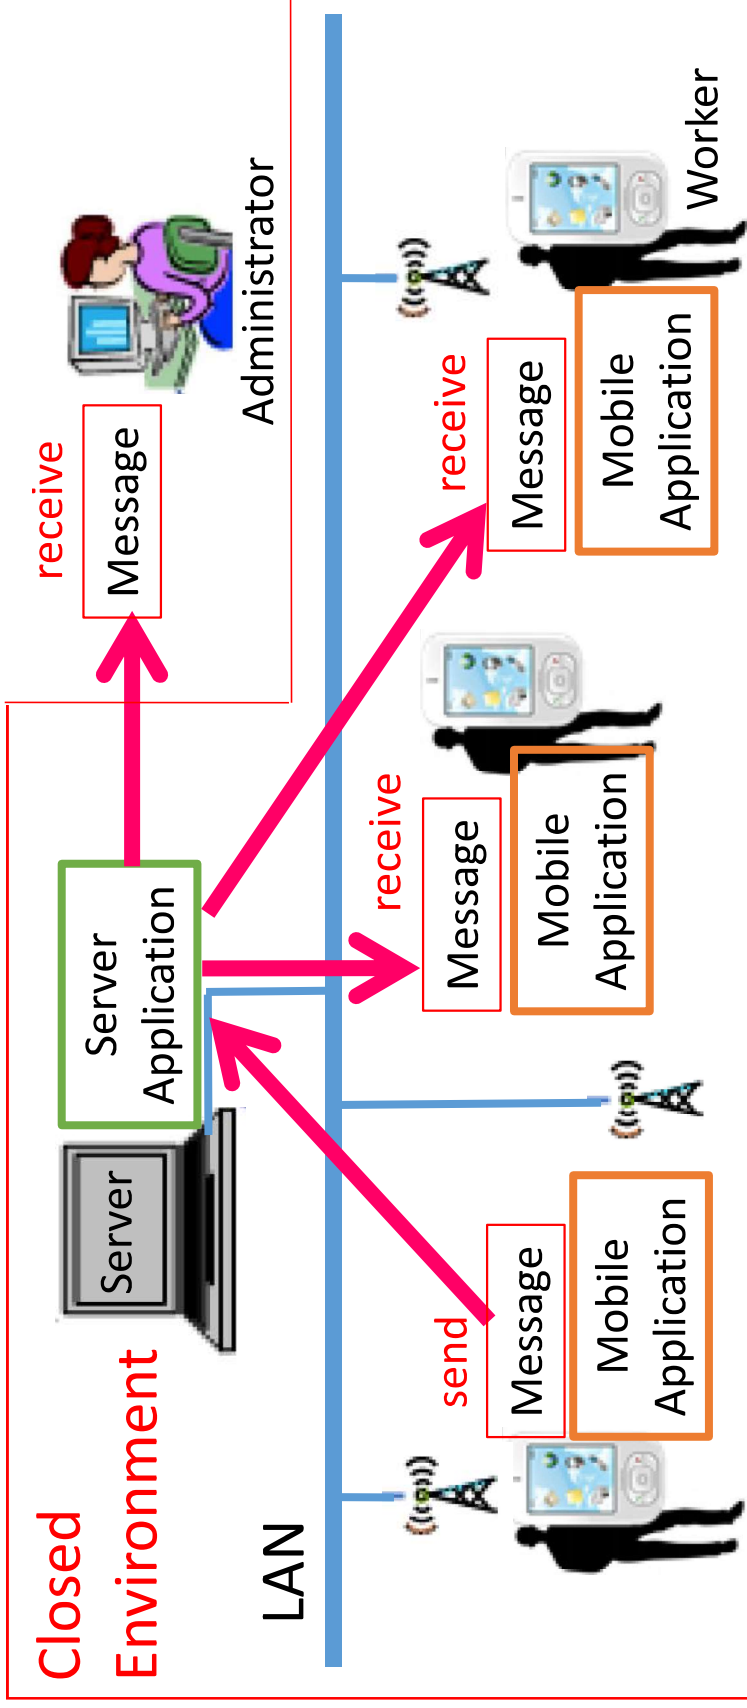 Closed
Environment
Server
Server
Application
receive
Message
Administrator
LAN
send
Message
Mobile
Application
receive
Message
Mobile
Application
receive
Message
Mobile
Application
Worker